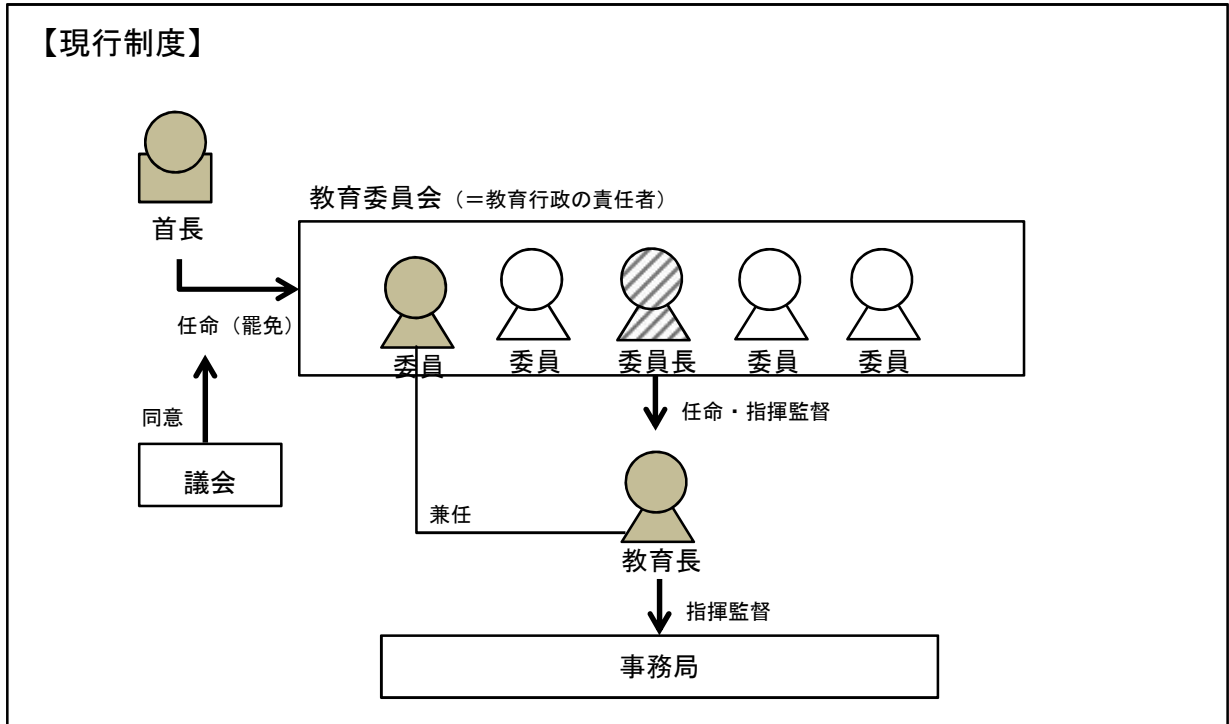 【現行制度】
首長
教育委員会（＝教育行政の責任者）
任命（罷免）
同意
議会
委員
委員
委員長
委員
委員
任命・指揮監督
兼任
教育長
指揮監督
事務局